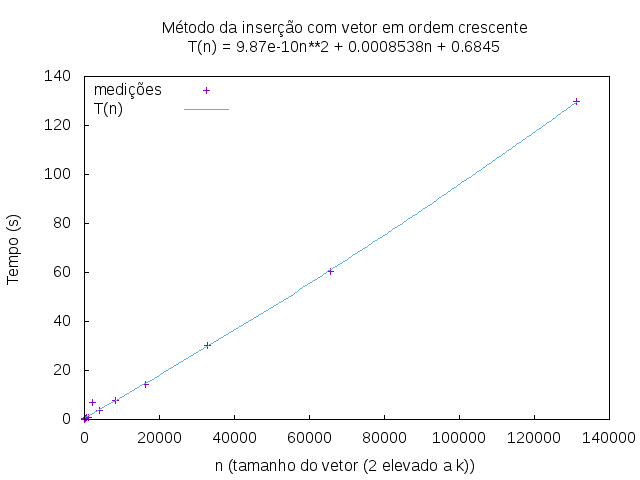 Método da inserção com vetor em ordem crescente
T(n) = 9.87e-10n**2 + 0.0008538n + 0.6845
medições
T(n)
Tempo (s)
140
120
100
80
60
40
20
0
0 20000 40000 60000 80000 100000 120000 140000
n (tamanho do vetor (2 elevado a k))